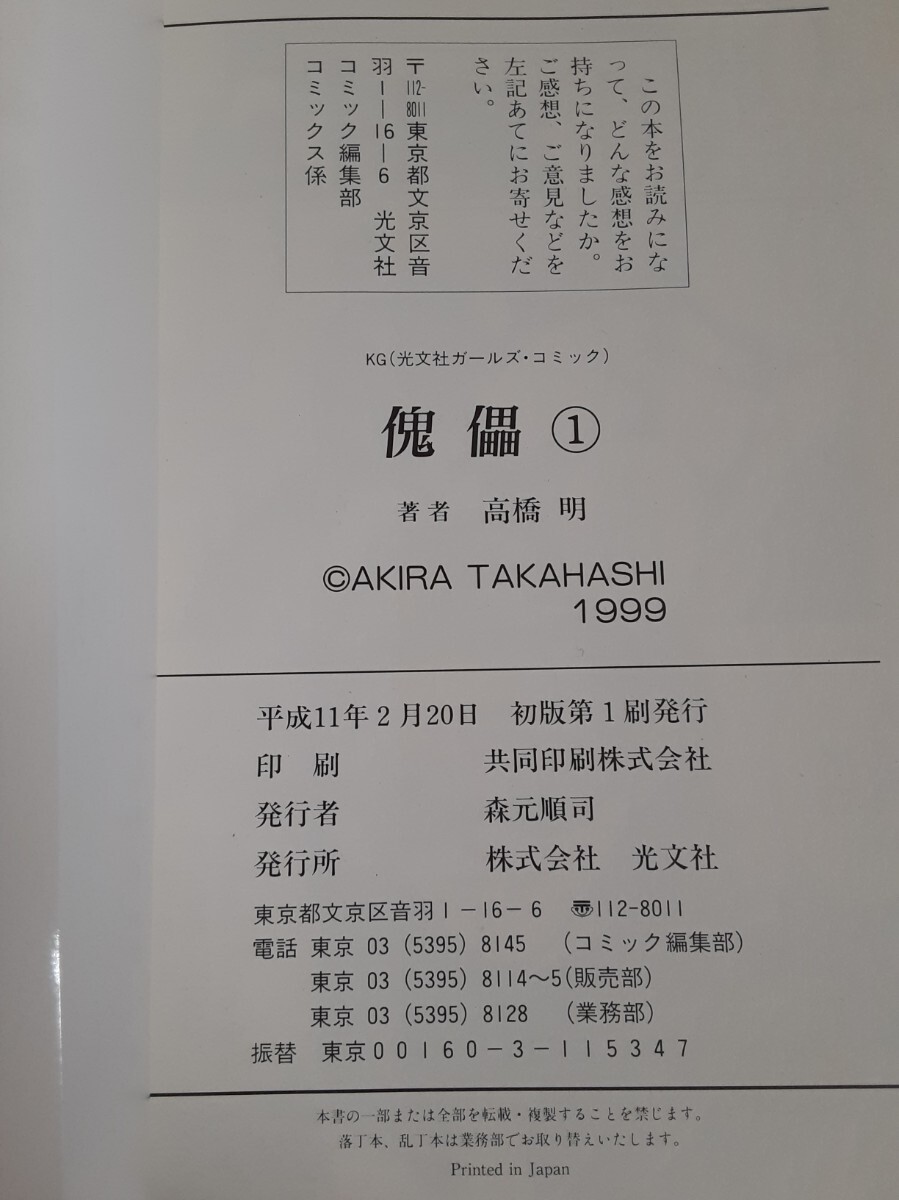 この本をお読みにな
って、どんな感想をお
持ちになりましたか。
ご感想、ご意見などを
左記あてにお寄せくだ
さい。
〒112-8011東京都文京区音
羽1―16―6 光文社
コミック編集部
コミックス係
KG(光文社ガールズ・コミック)
傀儡①
著者 高橋 明
©AKIRA TAKAHASHI
1999
平成11年2月20日 初版第1刷発行
印 刷 共同印刷株式会社
発行者 森元順司
発行所 株式会社 光文社
東京都文京区音羽1-16-6 〠112-8011
電話 東京 03 (5395) 8145 (コミック編集部)
東京 03 (5395) 8114〜5(販売部)
東京 03 (5395) 8128 (業務部)
振替 東京00160-3-115347
本書の一部または全部を転載・複製することを禁じます。
落丁本、乱丁本は業務部でお取り替えいたします。
Printed in Japan